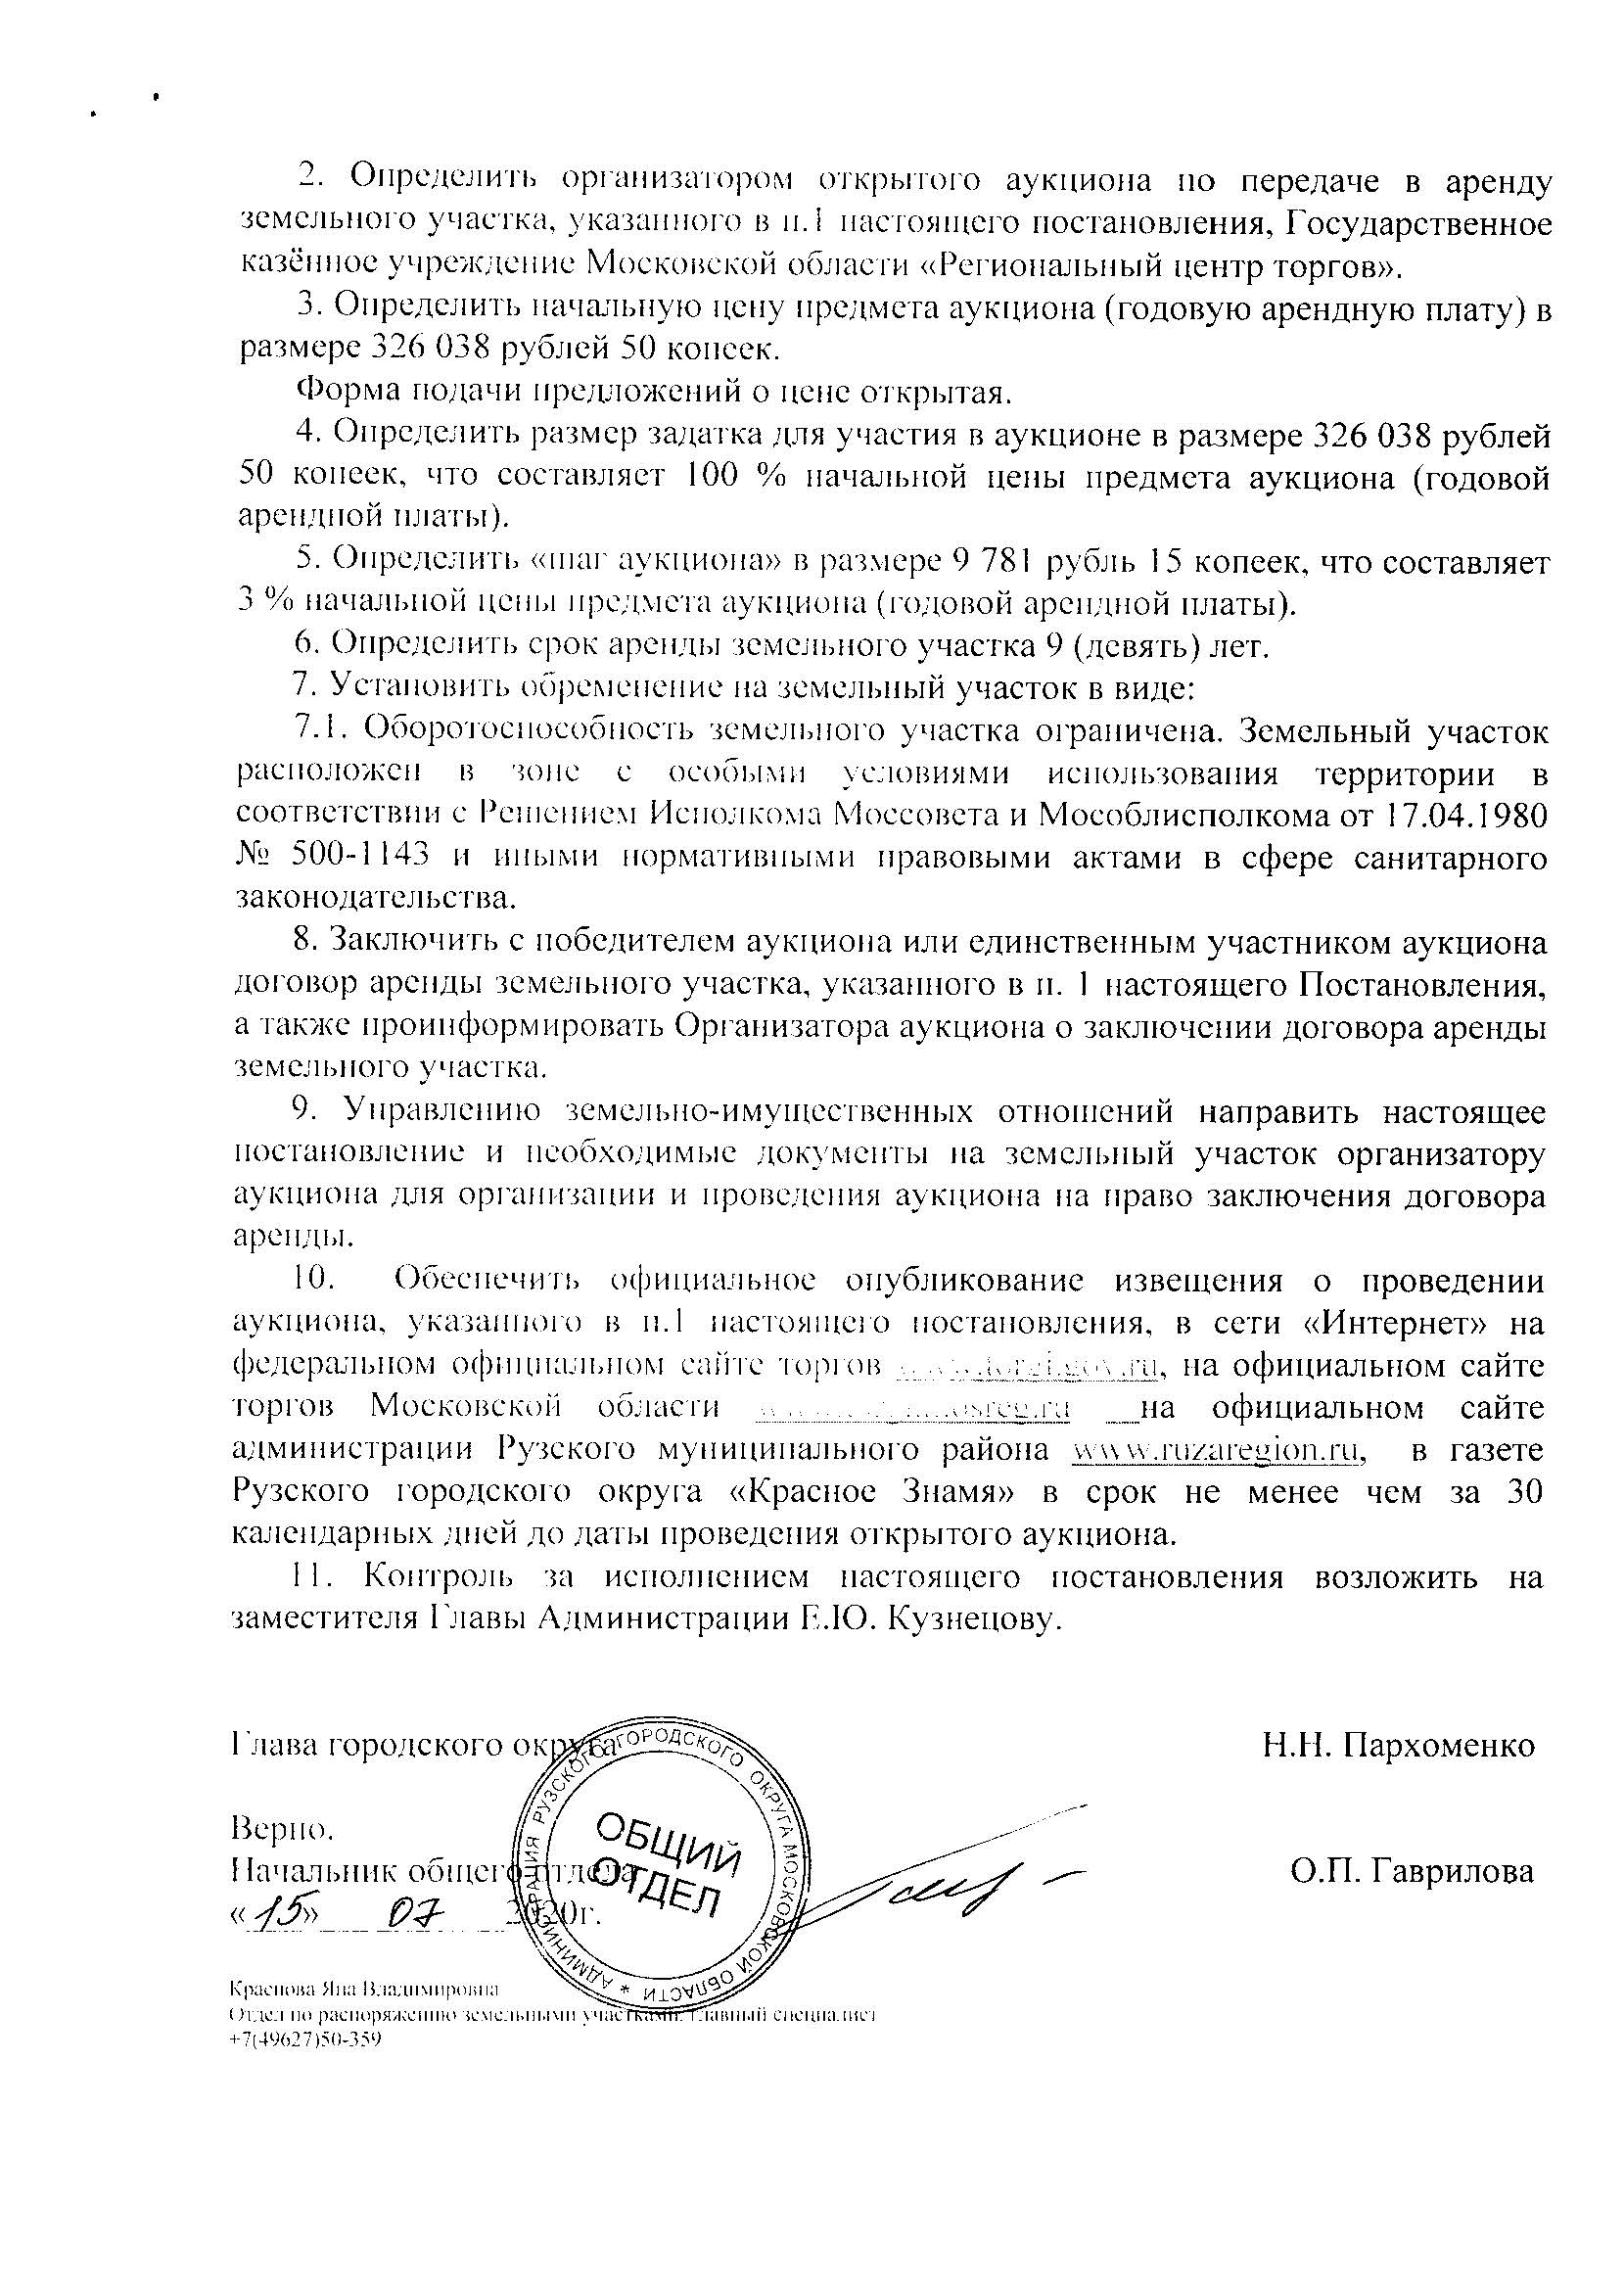 2. Определить организатором открытого аукциона по передаче в аренду
земельного участка, указанного в п.1 настоящего постановления, Государственное
казённое учреждение Московской области «Региональный центр торгов».
3. Определить начальную цену предмета аукциона (годовую арендную плату) в
размере 326 038 рублей 50 копеек.
Форма подачи предложений о цене открытая.
4. Определить размер задатка для участия в аукционе в размере 326 038 рублей
50 копеек, что составляет 100 % начальной цены предмета аукциона (годовой
арендной платы).
5. Определить «шаг аукциона» в размере 9 781 рубль 15 копеек, что составляет
3 % начальной цены предмета аукциона (годовой арендной платы).
6. Определить срок аренды земельного участка 9 (девять) лет.
7. Установить обременение на земельный участок в виде:
7.1. Оборотоспособность земельного участка ограничена. Земельный участок
расположен в зоне с особыми условиями использования территории в
соответствии с Решением Исполкома Моссовета и Мособлисполкома от 17.04.1980
№ 500-1143 и иными нормативными правовыми актами в сфере санитарного
законодательства.
8. Заключить с победителем аукциона или единственным участником аукциона
договор аренды земельного участка, указанного в п. 1 настоящего Постановления,
а также проинформировать Организатора аукциона о заключении договора аренды
земельного участка.
9. Управлению земельно-имущественных отношений направить настоящее
постановление и необходимые документы на земельный участок организатору
аукциона для организации и проведения аукциона на право заключения договора
аренды.
10. Обеспечить официальное опубликование извещения о проведении
аукциона, указанного в п.1 настоящего постановления, в сети «Интернет» на
федеральном официальном сайте торгов на официальном сайте
торгов Московской области на официальном сайте
администрации Рузского муниципального района www.ruzaregion.ru, в газете
Рузского городского округа «Красное Знамя» в срок не менее чем за 30
календарных дней до даты проведения открытого аукциона.
11. Контроль за исполнением настоящего постановления возложить на
заместителя Главы Администрации Е.Ю. Кузнецову.
Глава городского округа Н.Н. Пархоменко
Верно.
Начальник общего отдела О.П. Гаврилова
«15» 07 2020г.
АДМИНИСТРАЦИЯ РУЗСКОГО ГОРОДСКОГО ОКРУГА МОСКОВСКОЙ ОБЛАСТИ *
ОБЩИЙ
ОТДЕЛ
Краснова Яна Владимировна
Отдел по распоряжению земельными участками. Главный специалист
+7(49627)50-359